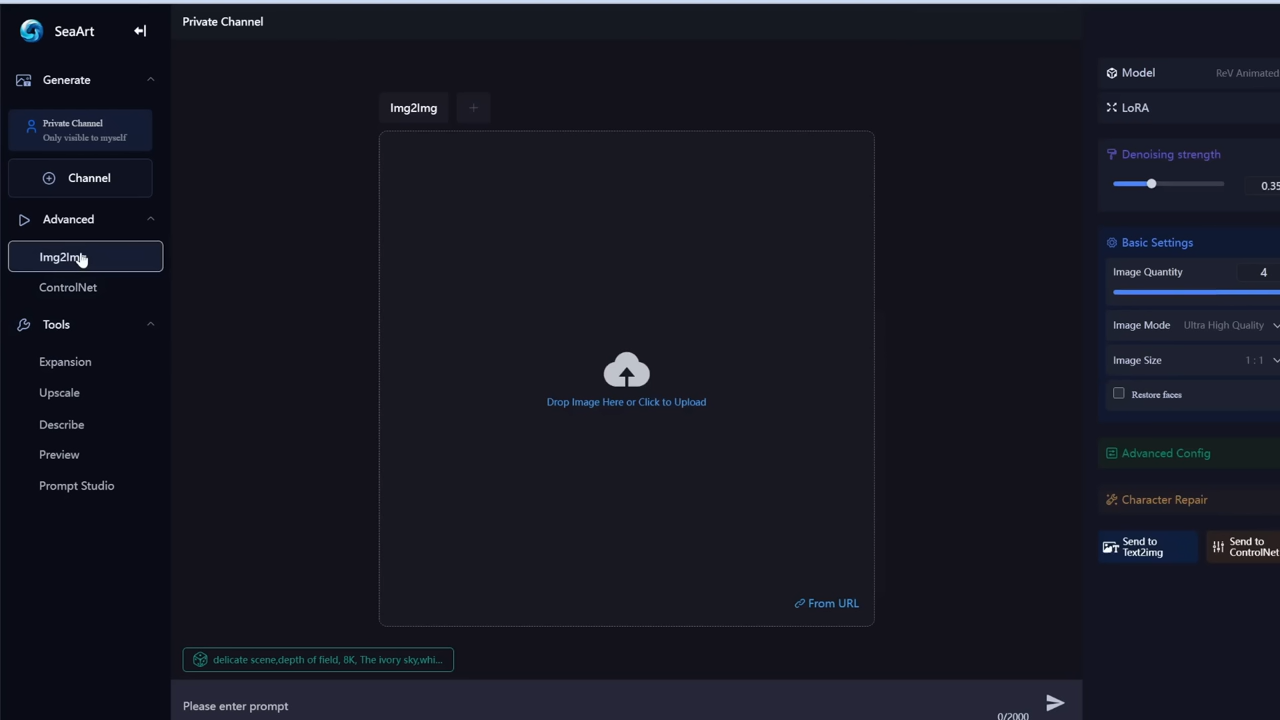 SeaArt
Generate
Private Channel
Only visible to myself
Channel
Advanced
Img2Img
ControlNet
Tools
Expansion
Upscale
Describe
Preview
Prompt Studio
Private Channel
Img2Img
+
Drop Image Here or Click to Upload
From URL
delicate scene,depth of field, 8K, The ivory sky,whi...
Please enter prompt
0/2000
Model ReV Animated
LoRA
Denoising strength
0.35
Basic Settings
Image Quantity 4
Image Mode Ultra High Quality
Image Size 1 : 1
Restore faces
Advanced Config
Character Repair
Send to
Text2img
Send to
ControlNet